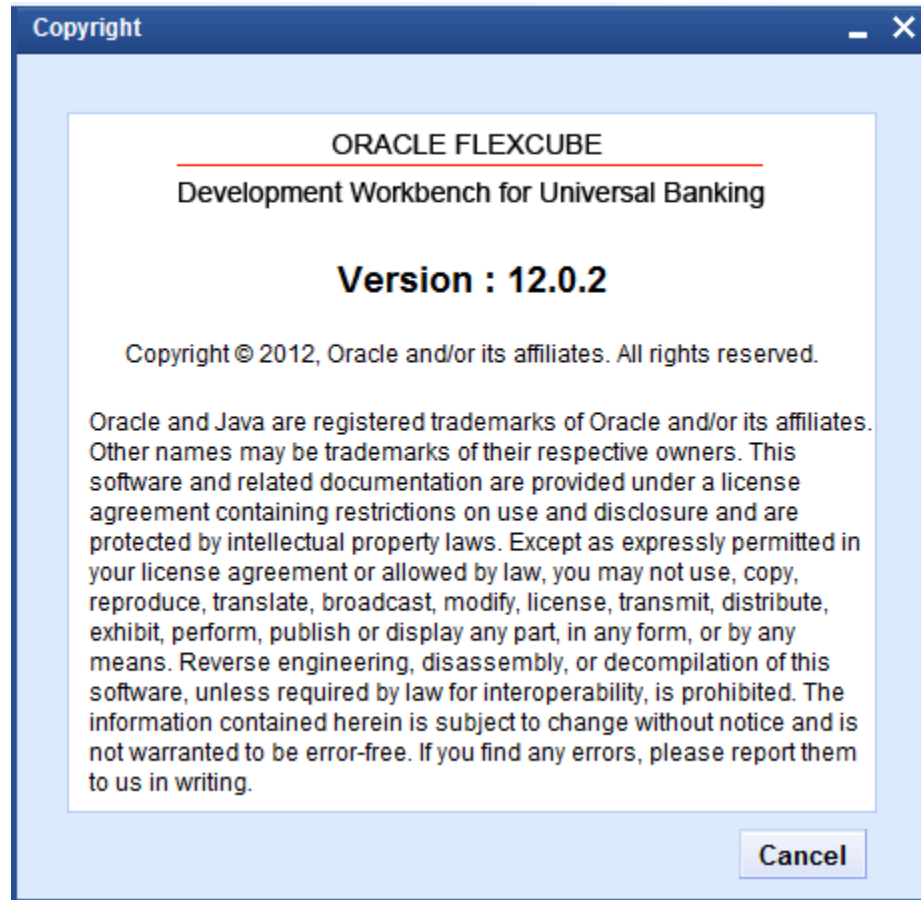 Copyright
ORACLE FLEXCUBE
Development Workbench for Universal Banking
Version : 12.0.2
Copyright © 2012, Oracle and/or its affiliates. All rights reserved.
Oracle and Java are registered trademarks of Oracle and/or its affiliates.
Other names may be trademarks of their respective owners. This
software and related documentation are provided under a license
agreement containing restrictions on use and disclosure and are
protected by intellectual property laws. Except as expressly permitted in
your license agreement or allowed by law, you may not use, copy,
reproduce, translate, broadcast, modify, license, transmit, distribute,
exhibit, perform, publish or display any part, in any form, or by any
means. Reverse engineering, disassembly, or decompilation of this
software, unless required by law for interoperability, is prohibited. The
information contained herein is subject to change without notice and is
not warranted to be error-free. If you find any errors, please report them
to us in writing.
Cancel